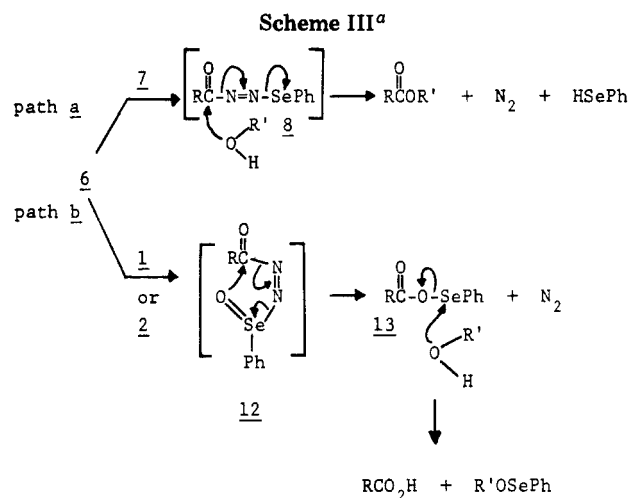 Scheme IIIa
path a
7
O
RC—N=N—SePh
R'
O
H
8
O
RCOR' + N2 + HSePh
6
path b
1
or
2
O
RC
N
N
O
Se
Ph
12
O
RC—O—SePh + N2
13
R'
O
H
RCO2H + R'OSePh